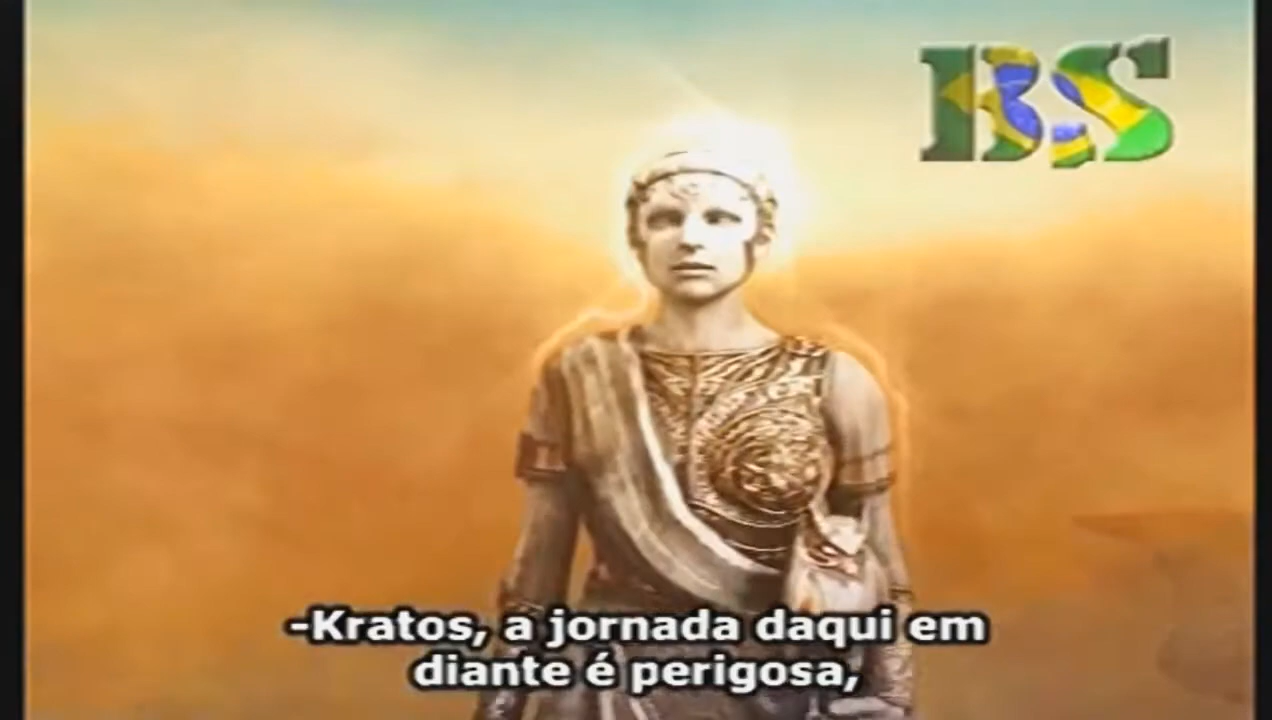 BS
-Kratos, a jornada daqui em
diante é perigosa,